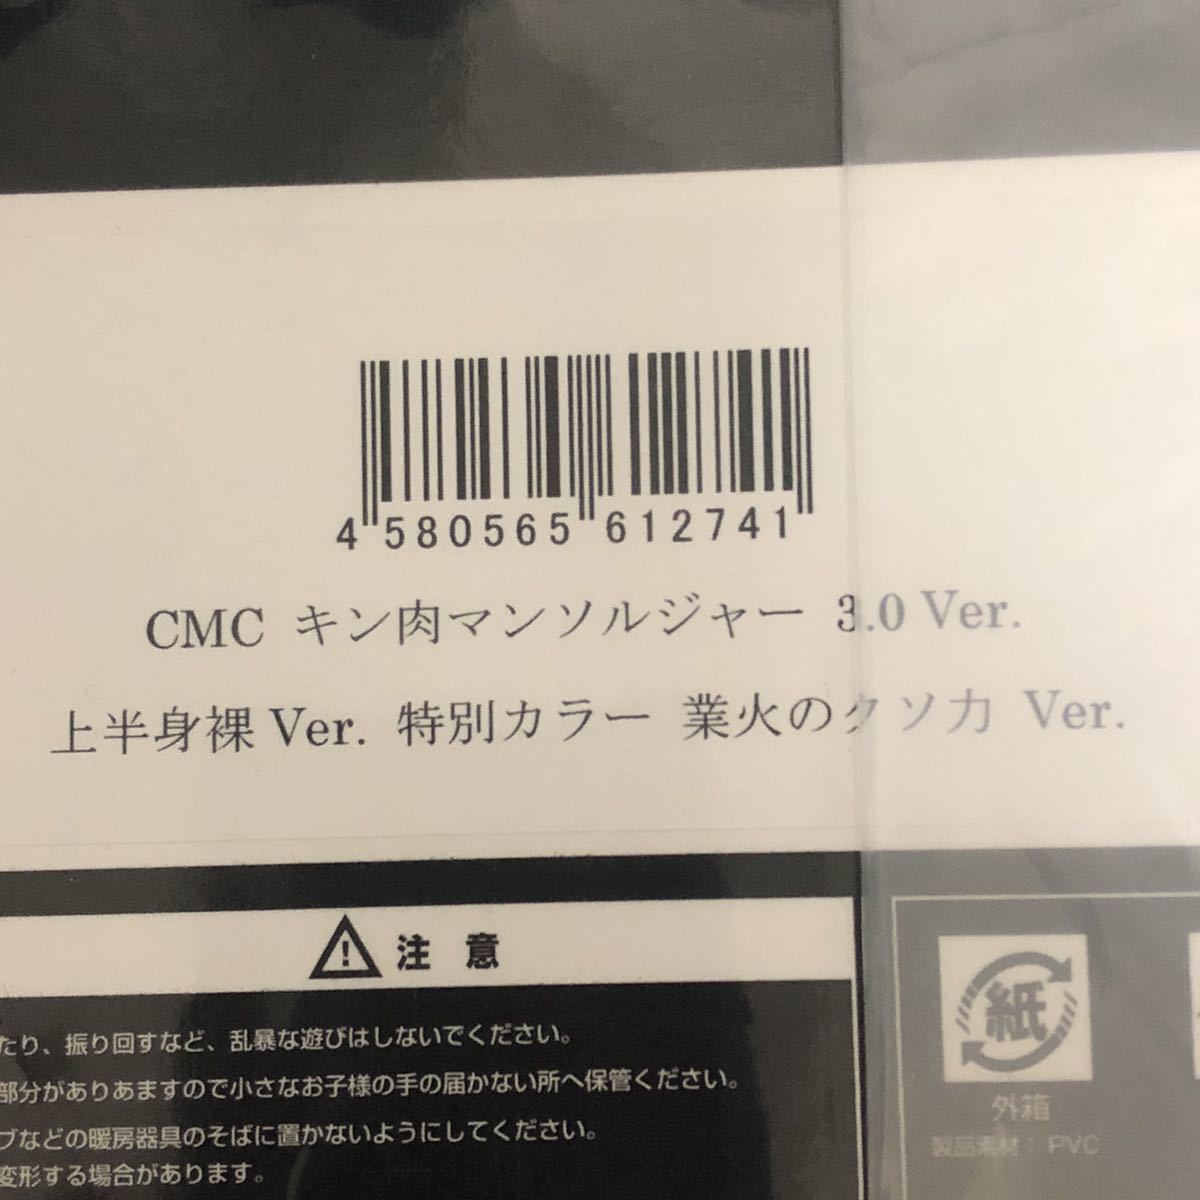 4 580565 612741
CMC キン肉マンソルジャー 3.0 Ver.
上半身裸 Ver. 特別カラー 業火のクソ力 Ver.
注 意
たり、振り回すなど、乱暴な遊びはしないでください。
部分がありあますので小さなお子様の手の届かない所へ保管ください。
ブなどの暖房器具のそばに置かないようにしてください。
変形する場合があります。
紙
外箱
製品素材：PVC